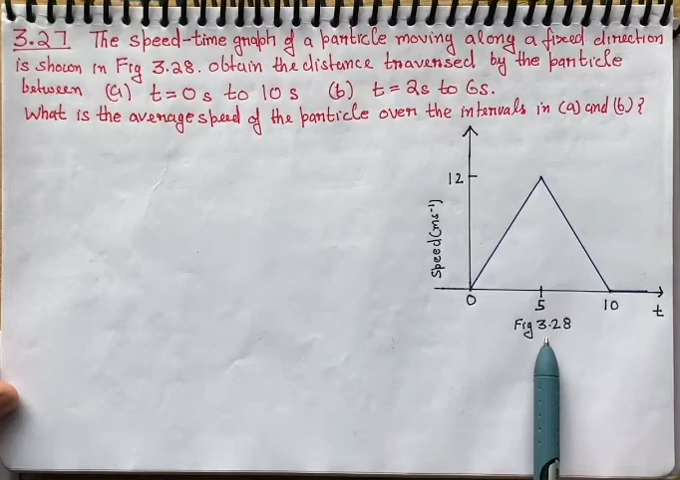 3.27 The speed-time graph of a particle moving along a fixed direction
is shown in Fig 3.28. obtain the distance traversed by the particle
between (a) t=0s to 10s (b) t=2s to 6s.
What is the average speed of the particle over the intervals in (a) and (b)?
12
Speed(ms⁻¹)
0 5 10 t
Fig 3.28